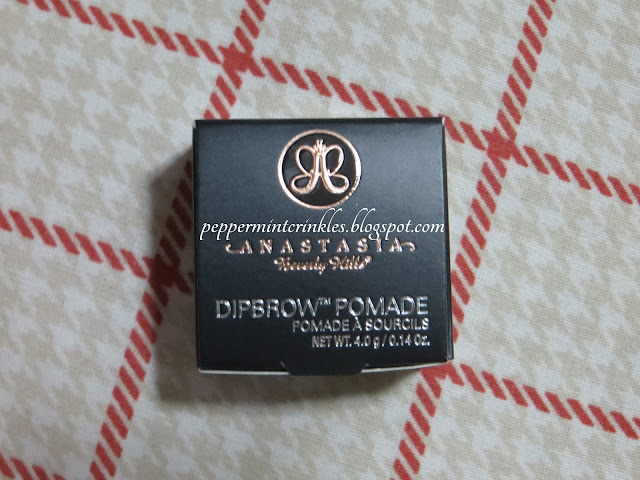 peppermintcrinkles.blogspot.com
ANASTASIA
Beverly Hills®
DIPBROW™ POMADE
POMADE À SOURCILS
NET WT. 4.0 g / 0.14 Oz.